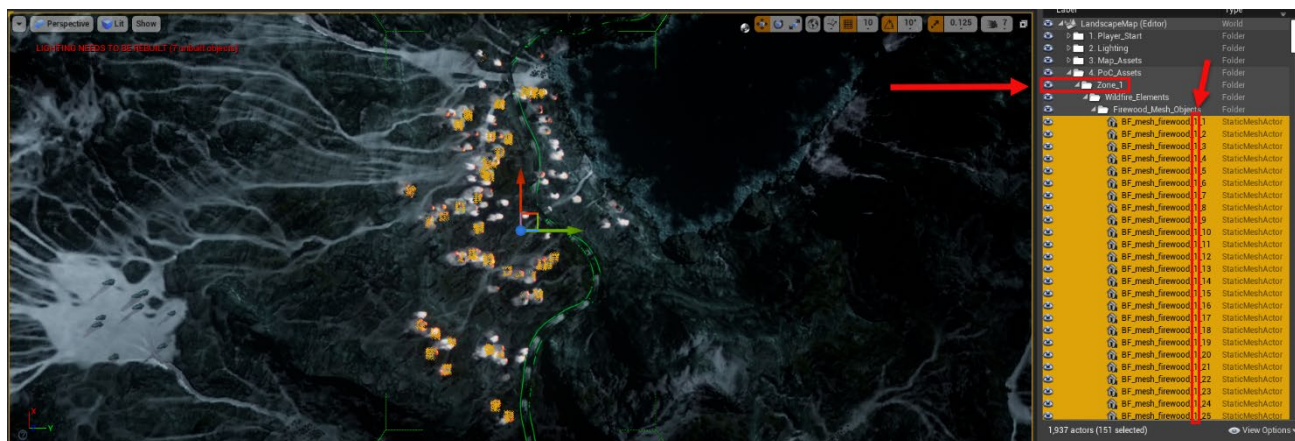 Perspective Lit Show 10 10° 0.125 7
LIGHTING NEEDS TO BE REBUILT (7 unbuilt objects)
Label Type
LandscapeMap (Editor) World
1. Player_Start Folder
2. Lighting Folder
3. Map_Assets Folder
4. PoC_Assets Folder
Zone_1 Folder
Wildfire_Elements Folder
Firewood_Mesh_Objects Folder
BF_mesh_firewood_1_1 StaticMeshActor
BF_mesh_firewood_1_2 StaticMeshActor
BF_mesh_firewood_1_3 StaticMeshActor
BF_mesh_firewood_1_4 StaticMeshActor
BF_mesh_firewood_1_5 StaticMeshActor
BF_mesh_firewood_1_6 StaticMeshActor
BF_mesh_firewood_1_7 StaticMeshActor
BF_mesh_firewood_1_8 StaticMeshActor
BF_mesh_firewood_1_9 StaticMeshActor
BF_mesh_firewood_1_10 StaticMeshActor
BF_mesh_firewood_1_11 StaticMeshActor
BF_mesh_firewood_1_12 StaticMeshActor
BF_mesh_firewood_1_13 StaticMeshActor
BF_mesh_firewood_1_14 StaticMeshActor
BF_mesh_firewood_1_15 StaticMeshActor
BF_mesh_firewood_1_16 StaticMeshActor
BF_mesh_firewood_1_17 StaticMeshActor
BF_mesh_firewood_1_18 StaticMeshActor
BF_mesh_firewood_1_19 StaticMeshActor
BF_mesh_firewood_1_20 StaticMeshActor
BF_mesh_firewood_1_21 StaticMeshActor
BF_mesh_firewood_1_22 StaticMeshActor
BF_mesh_firewood_1_23 StaticMeshActor
BF_mesh_firewood_1_24 StaticMeshActor
BF_mesh_firewood_1_25 StaticMeshActor
1,937 actors (151 selected) View Options
X
Y